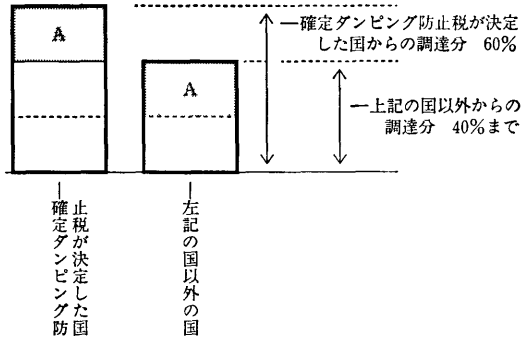 A
A
―確定ダンピング防止税が決定
した国からの調達分 60%
―上記の国以外からの
調達分 40%まで
―確定ダンピング防
止税が決定した国
―左記の国以外の国